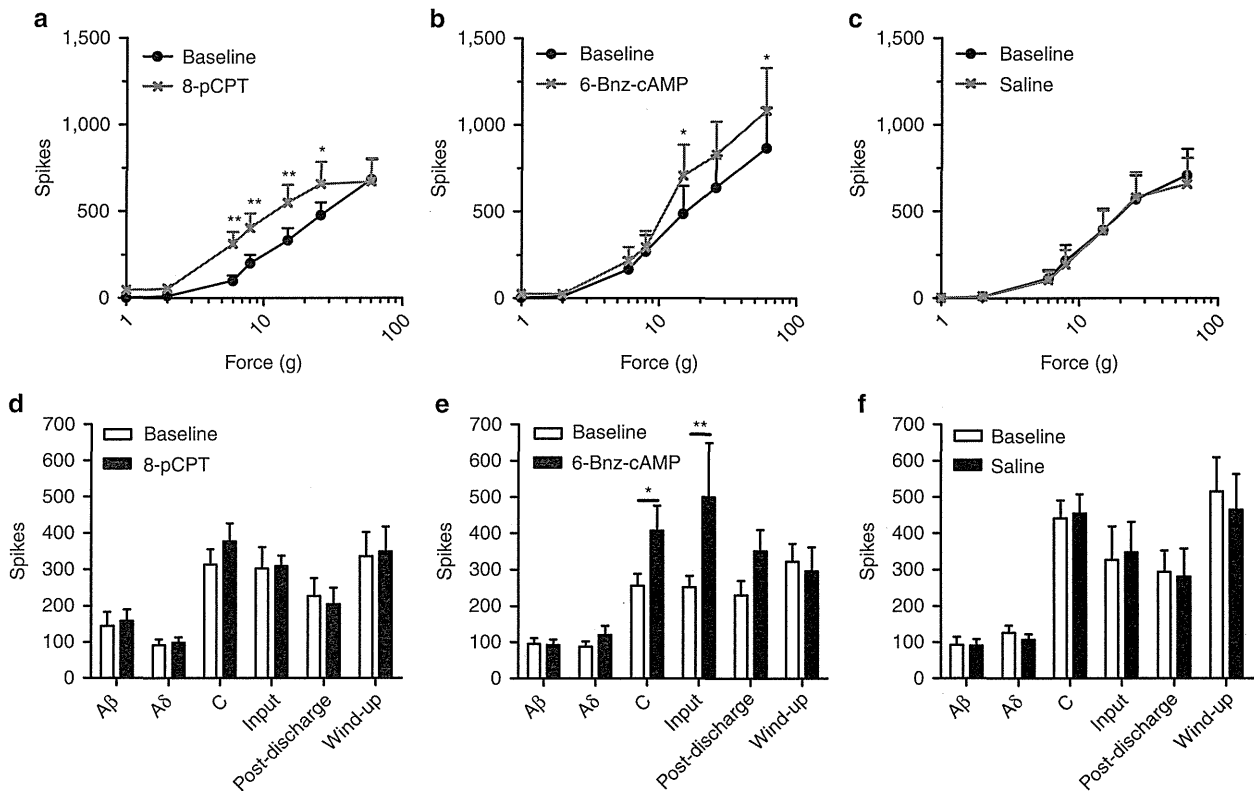 a
1,500
1,000
500
0
Spikes
Baseline
8-pCPT
**
**
**
*
1
10
100
Force (g)
b
1,500
1,000
500
0
Spikes
Baseline
6-Bnz-cAMP
*
*
1
10
100
Force (g)
c
1,500
1,000
500
0
Spikes
Baseline
Saline
1
10
100
Force (g)
d
700
600
500
400
300
200
100
0
Spikes
Baseline
8-pCPT
Aβ
Aδ
C
Input
Post-discharge
Wind-up
e
700
600
500
400
300
200
100
0
Spikes
Baseline
6-Bnz-cAMP
*
**
Aβ
Aδ
C
Input
Post-discharge
Wind-up
f
700
600
500
400
300
200
100
0
Spikes
Baseline
Saline
Aβ
Aδ
C
Input
Post-discharge
Wind-up